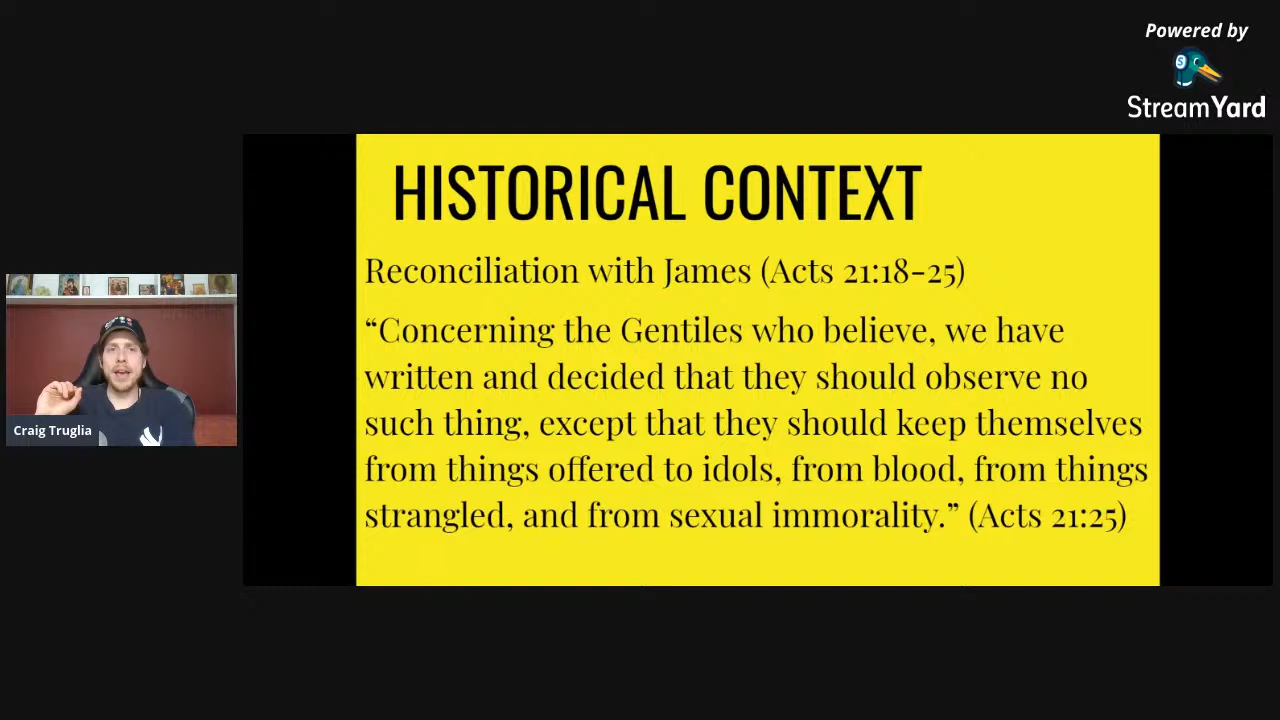 Powered by
StreamYard
HISTORICAL CONTEXT
Reconciliation with James (Acts 21:18-25)
“Concerning the Gentiles who believe, we have
written and decided that they should observe no
such thing, except that they should keep themselves
from things offered to idols, from blood, from things
strangled, and from sexual immorality.” (Acts 21:25)
Craig Truglia